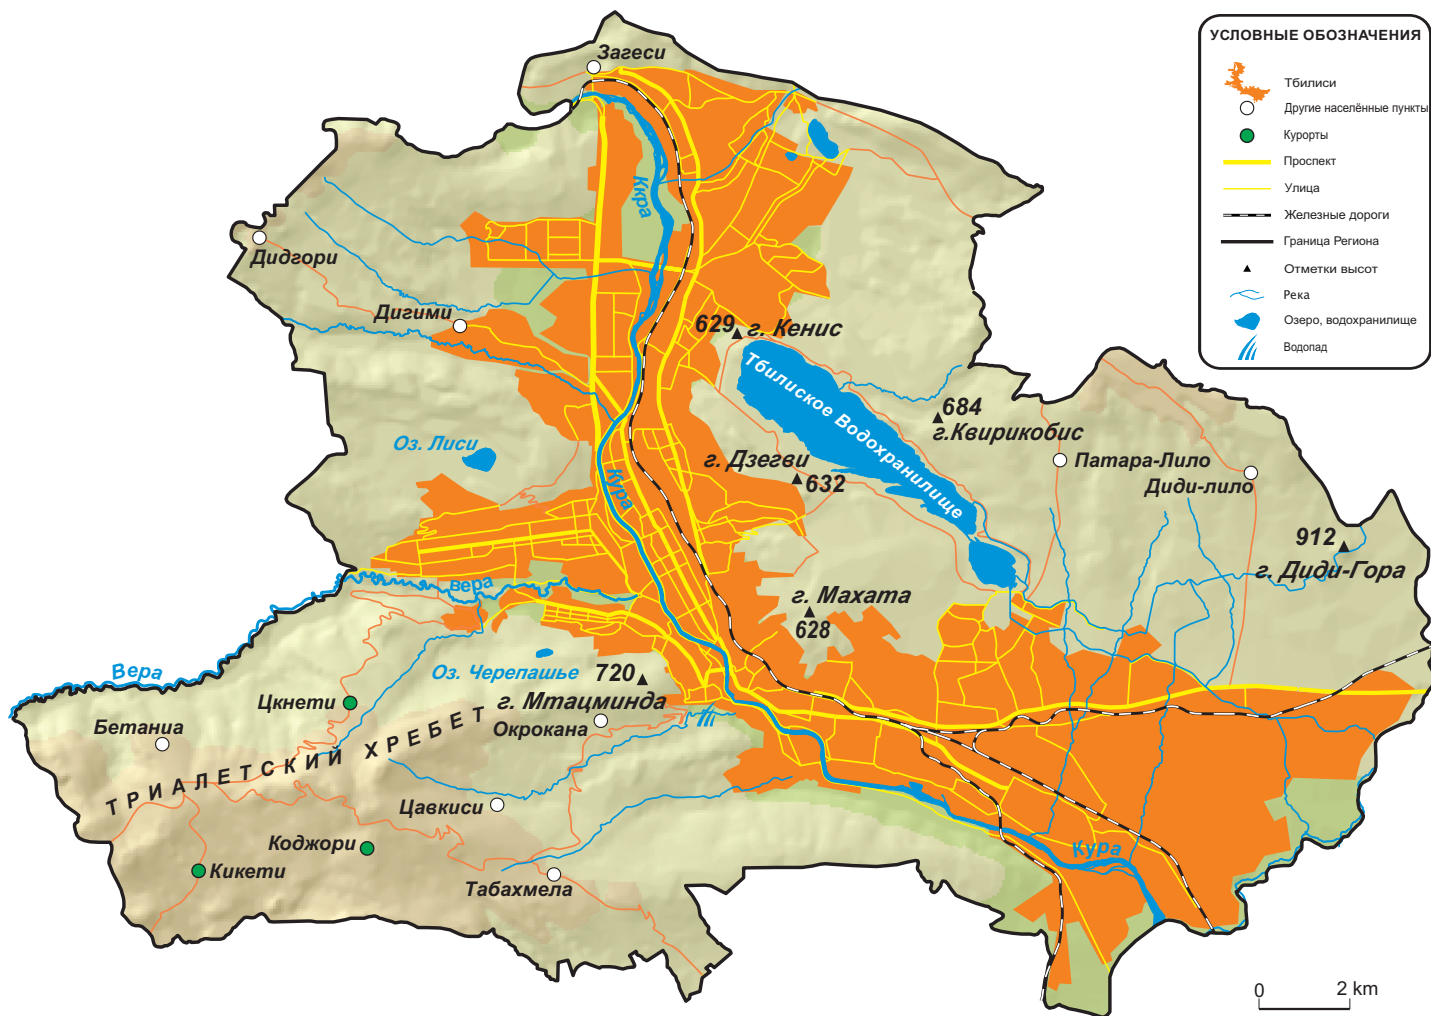 УСЛОВНЫЕ ОБОЗНАЧЕНИЯ
Тбилиси
Другие населённые пункты
Курорты
Проспект
Улица
Железные дороги
Граница Региона
Отметки высот
Река
Озеро, водохранилище
Водопад
Загеси
Ккра
Дидгори
Дигими
629 г. Кенис
Тбилиское Водохранилище
684
г.Квирикобис
Оз. Лиси
г. Дзегви
632
Кура
Патара-Лило
Диди-лило
912
г. Диди-Гора
вера
г. Махата
628
Вера
Оз. Черепашье
720
г. Мтацминда
Цкнети
Окрокана
Бетаниа
ТРИАЛЕТСКИЙ ХРЕБЕТ
Цавкиси
Коджори
Кикети
Табахмела
Кура
0 2 km